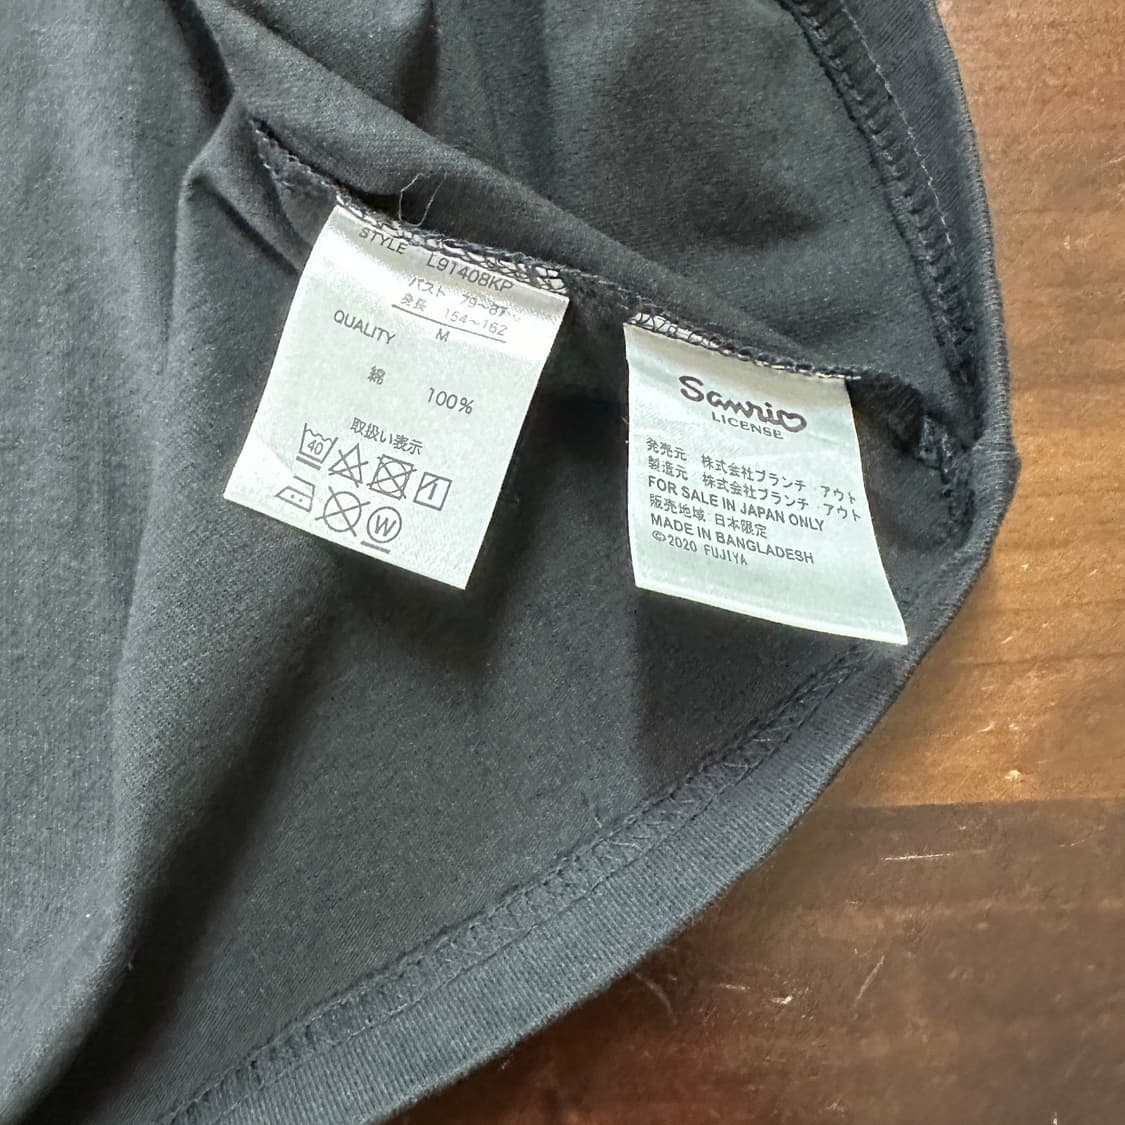 STYLE L91408KP
バスト 79~87
身長 154~162
M
QUALITY
綿 100%
取扱い表示
40
1
W
Sanrio
LICENSE
発売元 株式会社ブランチ・アウト
製造元 株式会社ブランチ・アウト
FOR SALE IN JAPAN ONLY
販売地域:日本限定
MADE IN BANGLADESH
©2020 FUJIYA